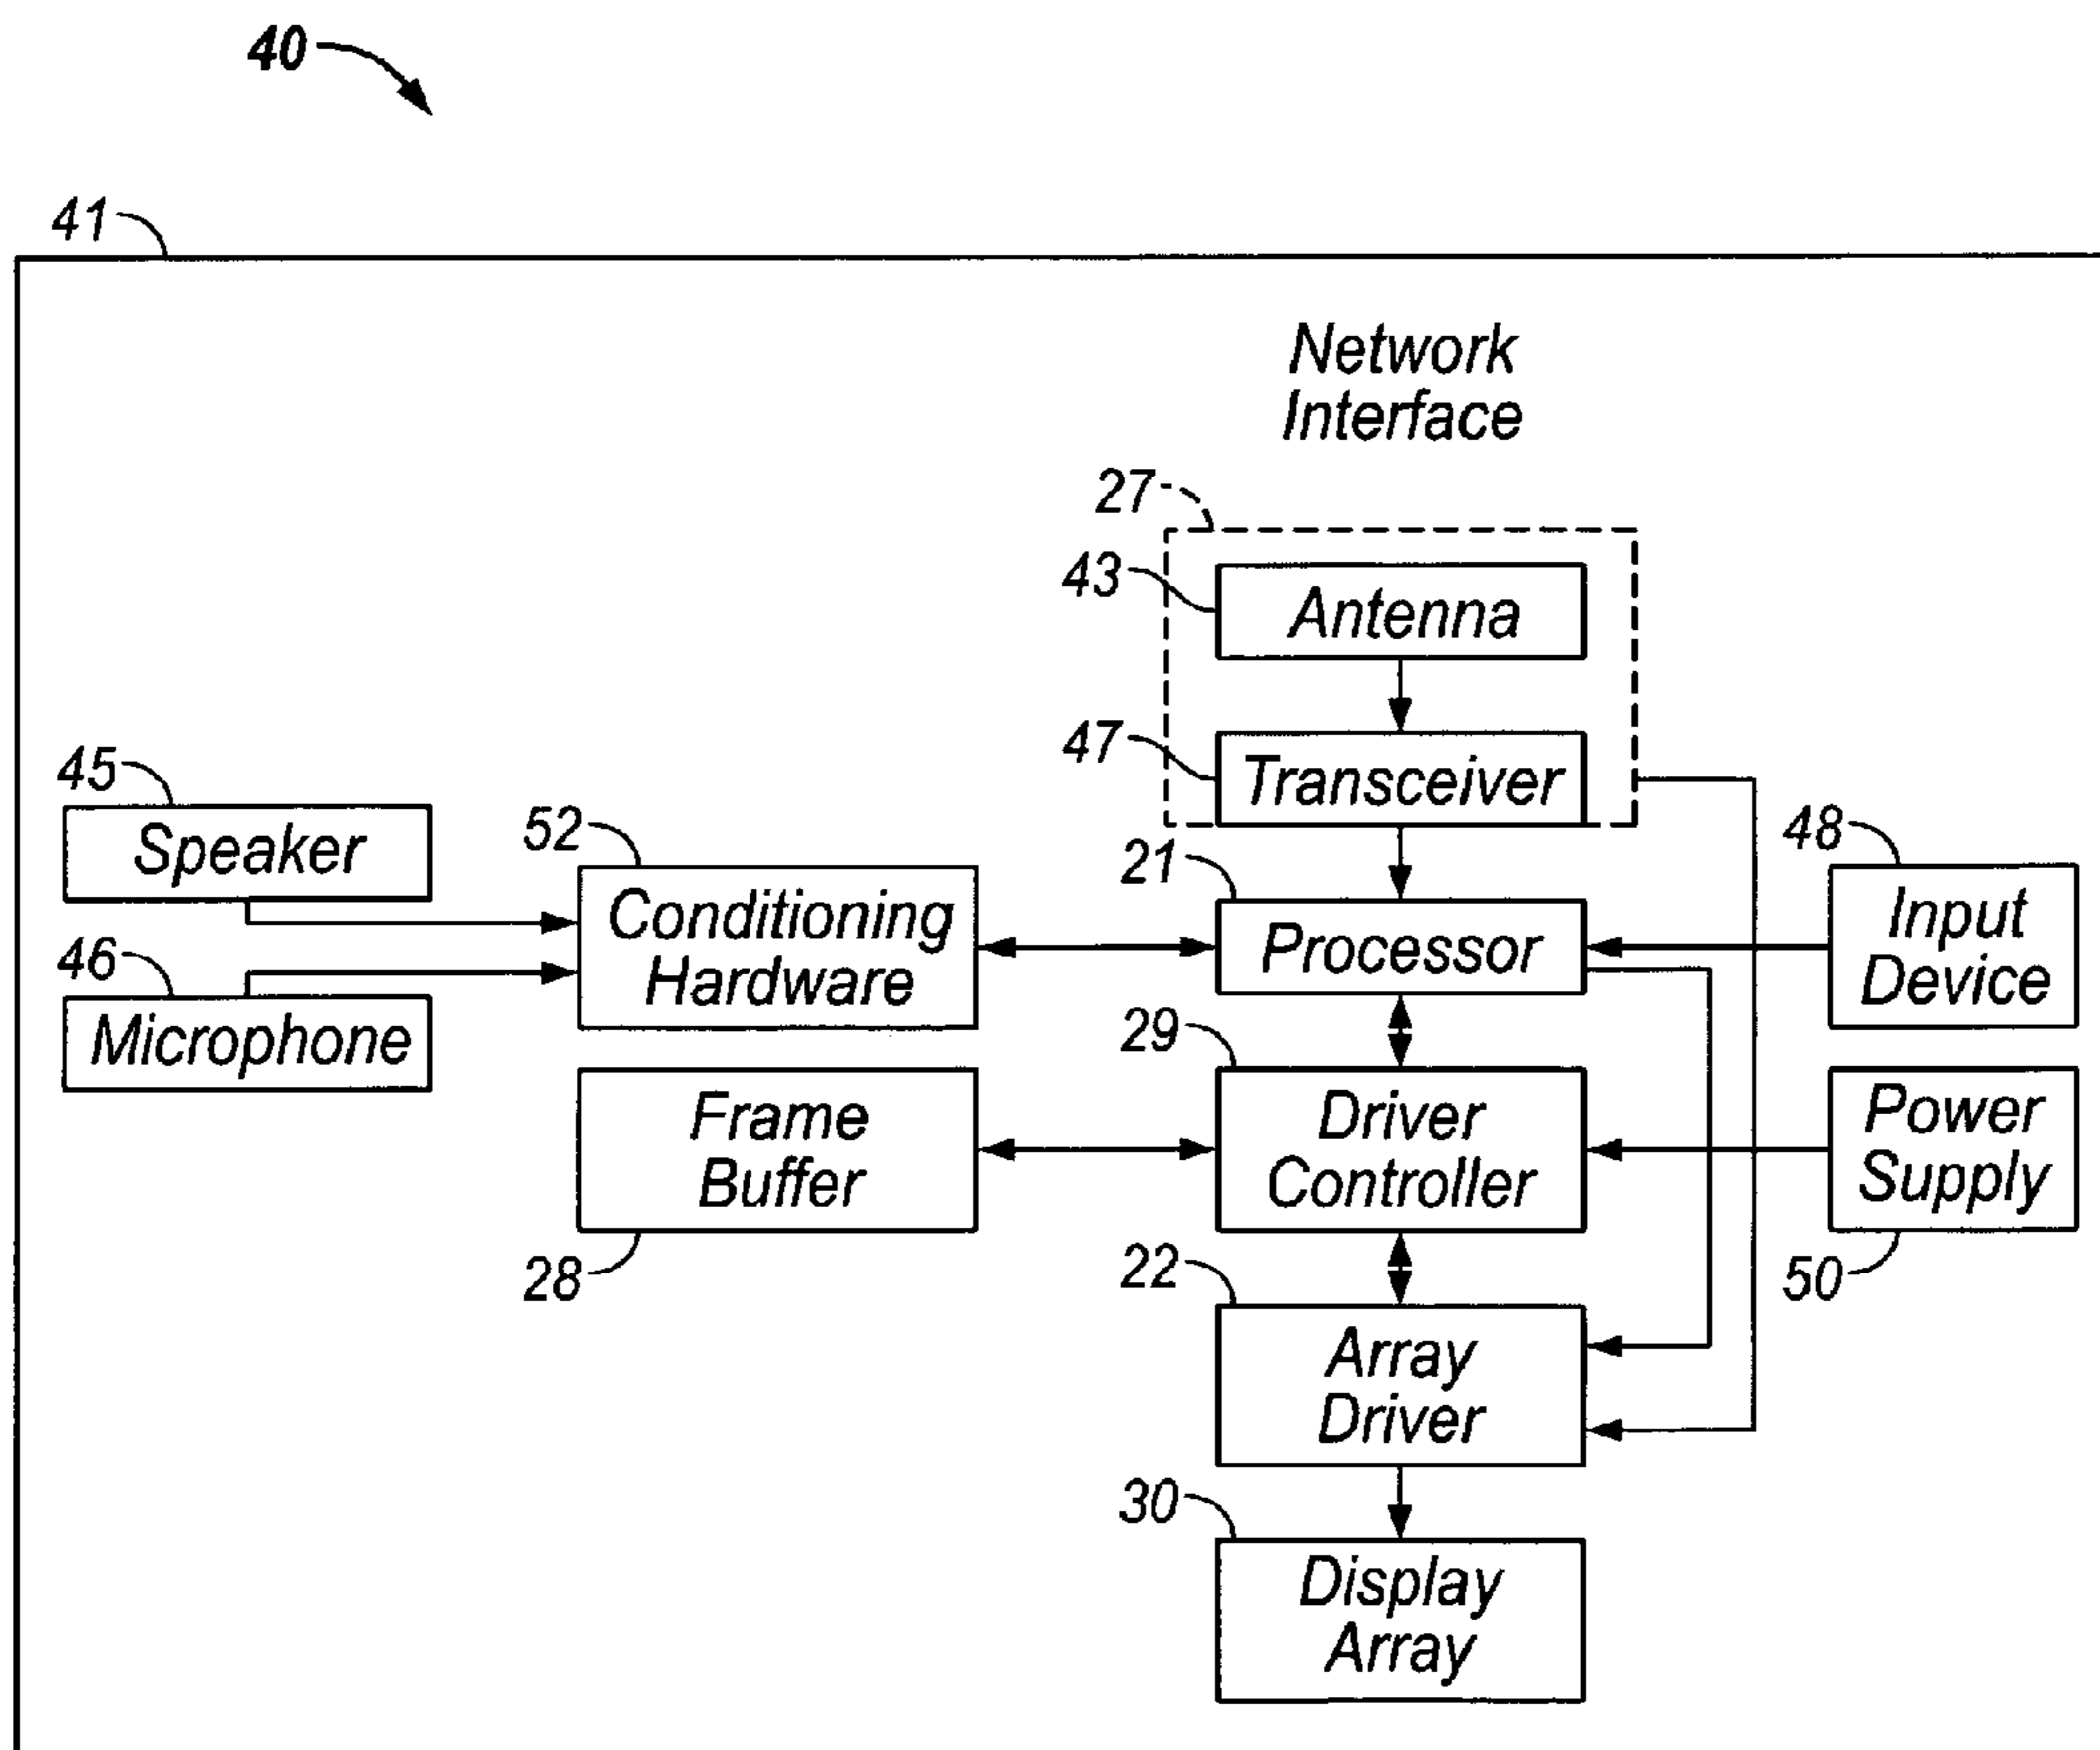 40
41
Network
Interface
27
43
Antenna
47
Transceiver
45
Speaker
52
Conditioning
Hardware
21
Processor
48
Input
Device
46
Microphone
29
Driver
Controller
Frame
Buffer
28
Power
Supply
50
22
Array
Driver
30
Display
Array